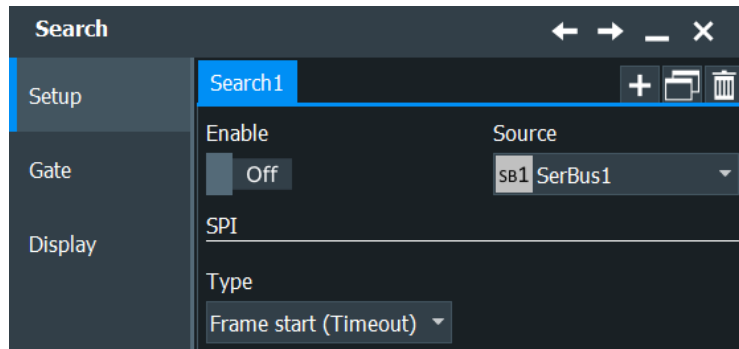 Search
Setup
Search1
Enable
Source
Gate
Off
SB1 SerBus1
Display
SPI
Type
Frame start (Timeout)